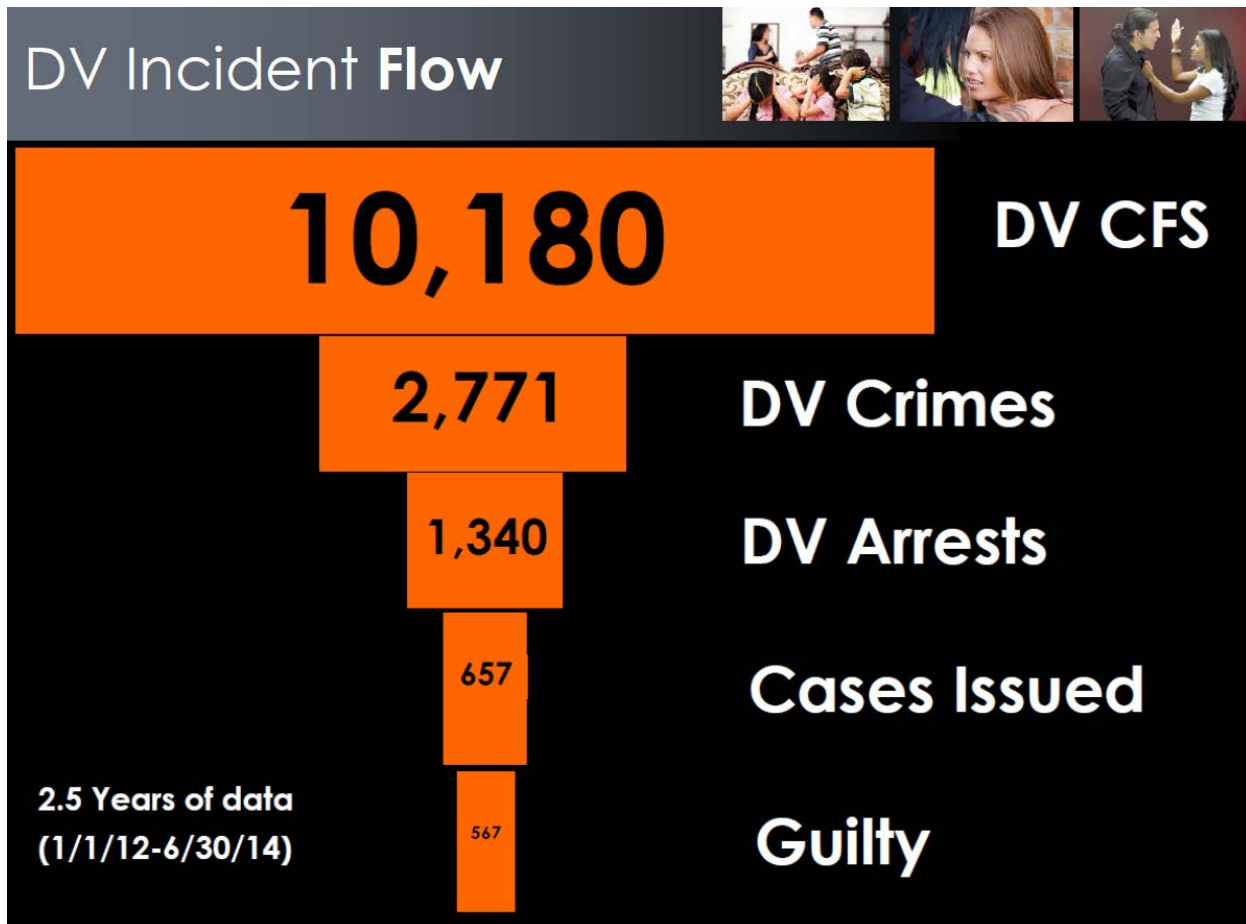 DV Incident Flow
10,180
DV CFS
2,771
DV Crimes
1,340
DV Arrests
657
Cases Issued
2.5 Years of data
(1/1/12-6/30/14)
567
Guilty